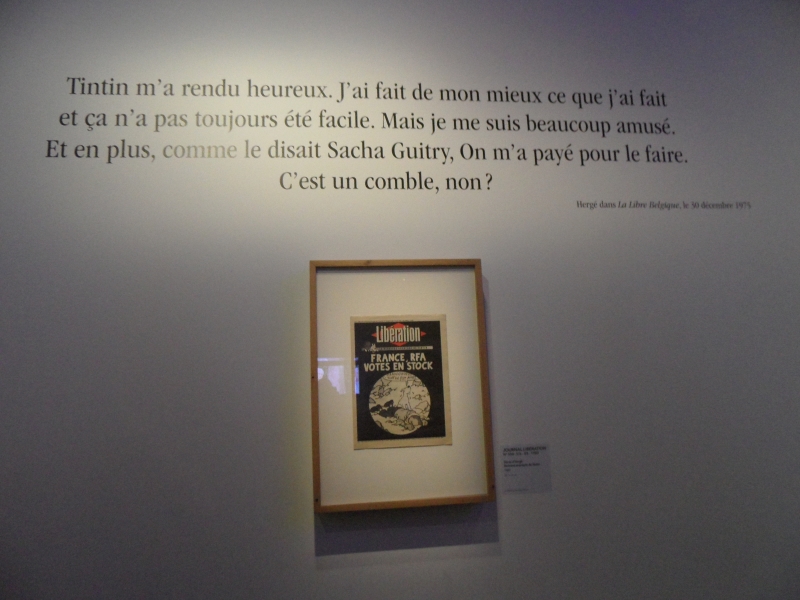 Tintin m'a rendu heureux. J'ai fait de mon mieux ce que j'ai fait
et ça n'a pas toujours été facile. Mais je me suis beaucoup amusé.
Et en plus, comme le disait Sacha Guitry, On m'a payé pour le faire.
C'est un comble, non ?
Hergé dans La Libre Belgique, le 30 décembre 1975
Libération
FRANCE, RFA
VOTES EN STOCK